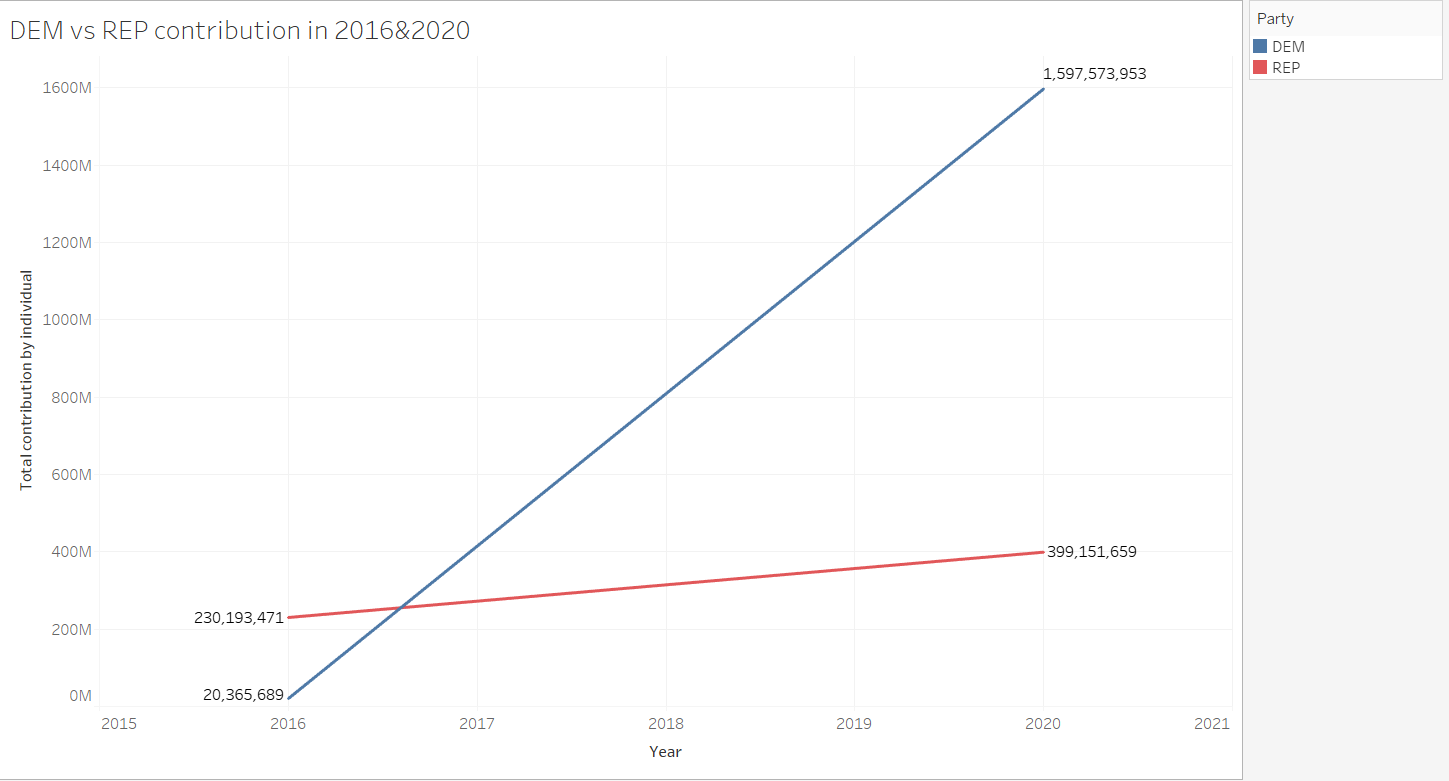 DEM vs REP contribution in 2016&2020
Party
DEM
REP
Total contribution by individual
1600M
1400M
1200M
1000M
800M
600M
400M
200M
0M
1,597,573,953
399,151,659
230,193,471
20,365,689
2015
2016
2017
2018
2019
2020
2021
Year